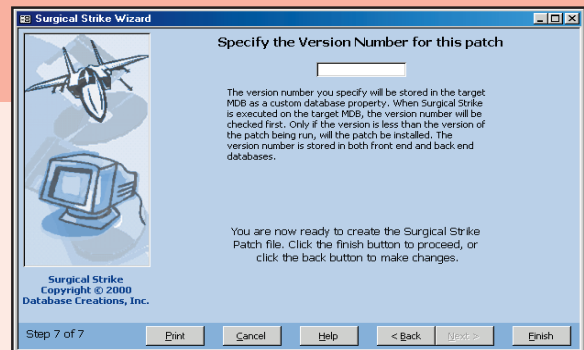 Surgical Strike Wizard
Specify the Version Number for this patch
The version number you specify will be stored in the target
MDB as a custom database property. When Surgical Strike
is executed on the target MDB, the version number will be
checked first. Only if the version is less than the version of
the patch being run, will the patch be installed. The
version number is stored in both front end and back end
databases.
You are now ready to create the Surgical Strike
Patch file. Click the finish button to proceed, or
click the back button to make changes.
Surgical Strike
Copyright © 2000
Database Creations, Inc.
Step 7 of 7
Print
Cancel
Help
< Back
Next >
Finish